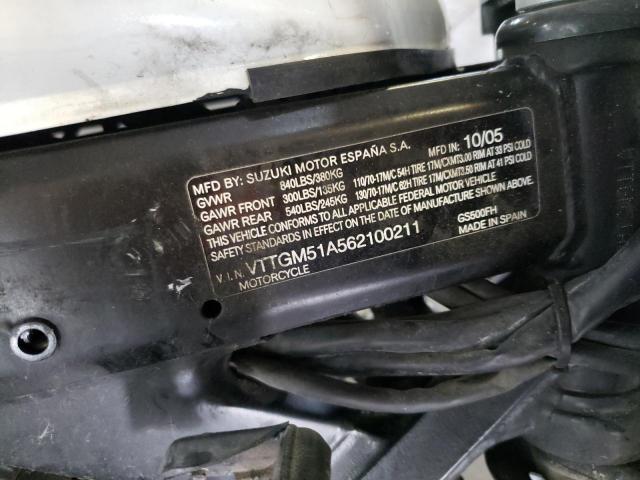 MFD BY: SUZUKI MOTOR ESPAÑA S.A. MFD IN: 10/05
GVWR 840LBS/380KG
GAWR FRONT 300LBS/135KG 110/70-17M/C 54H TIRE 17M/CXMT3.00 RIM AT 33 PSI COLD
GAWR REAR 540LBS/245KG 130/70-17M/C 62H TIRE 17M/CXMT3.50 RIM AT 41 PSI COLD
THIS VEHICLE CONFORMS TO ALL APPLICABLE FEDERAL MOTOR VEHICLE
SAFETY STANDARDS IN EFFECT ON THE DATE OF MANUFACTURE SHOWN ABOVE.
V.I.N. VTTGM51A562100211 GS500FH
MOTORCYCLE MADE IN SPAIN